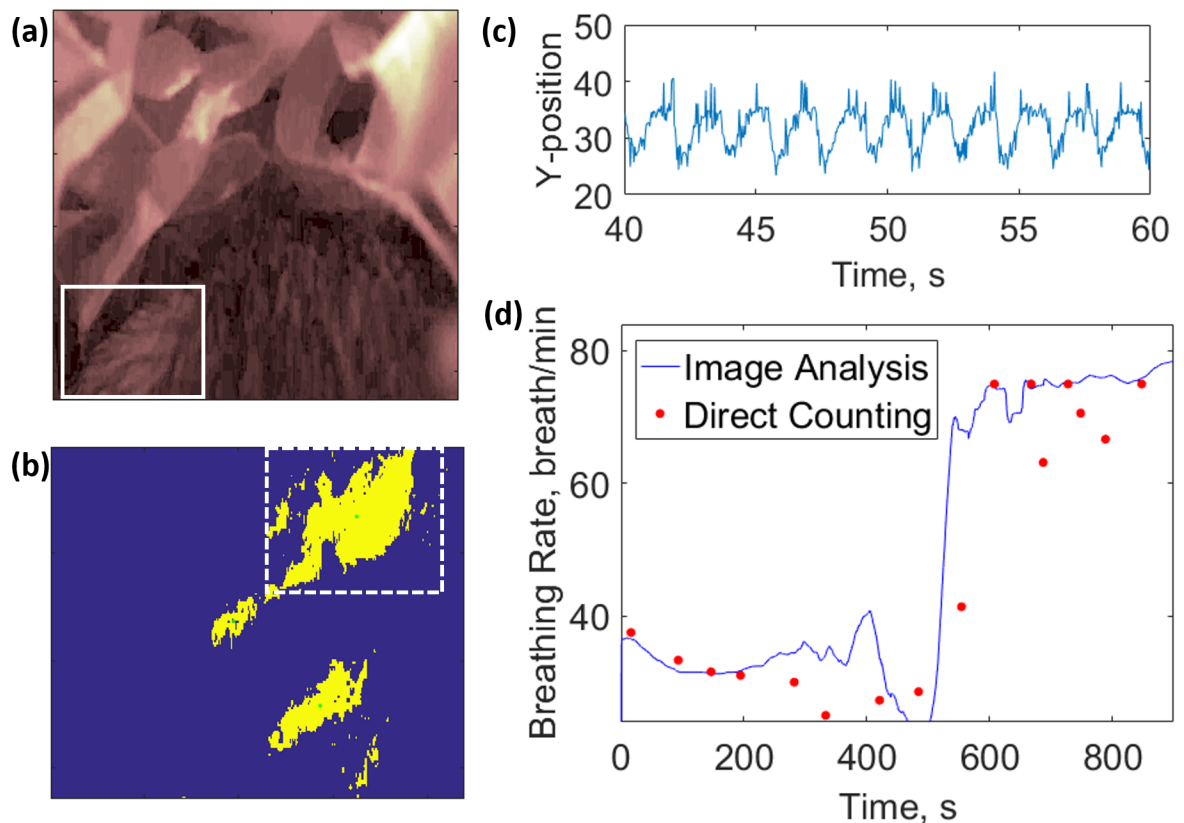 (a)
(b)
(c)
Y-position
50
40
30
20
40
45
50
55
60
Time, s
(d)
Breathing Rate, breath/min
80
60
40
Image Analysis
Direct Counting
0
200
400
600
800
Time, s